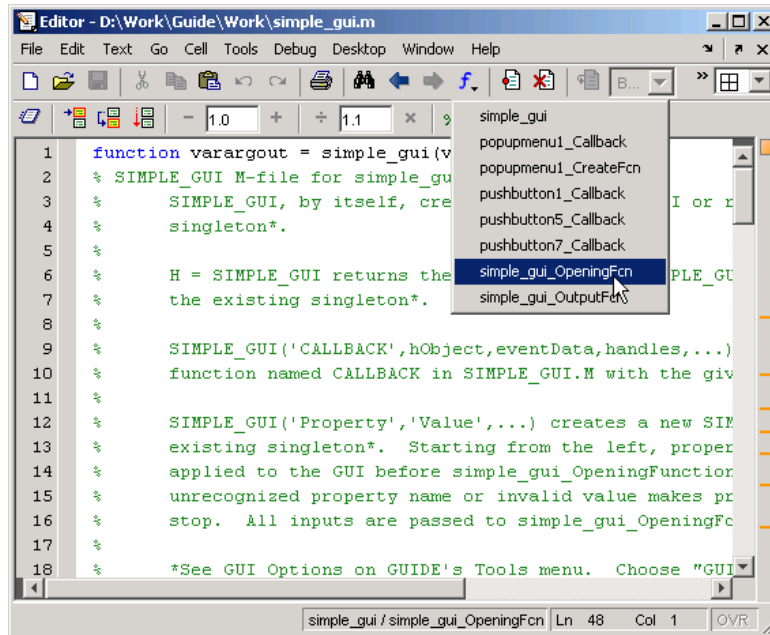 Editor - D:\Work\Guide\Work\simple_gui.m
File Edit Text Go Cell Tools Debug Desktop Window Help
B...
1.0
1.1
simple_gui
popupmenu1_Callback
popupmenu1_CreateFcn
pushbutton1_Callback
pushbutton5_Callback
pushbutton7_Callback
simple_gui_OpeningFcn
simple_gui_OutputFcn
1 function varargout = simple_gui(v
2 % SIMPLE_GUI M-file for simple_gu
3 % SIMPLE_GUI, by itself, cre I or r
4 % singleton*.
5 %
6 % H = SIMPLE_GUI returns the PLE_GU
7 % the existing singleton*.
8 %
9 % SIMPLE_GUI('CALLBACK',hObject,eventData,handles,...)
10 % function named CALLBACK in SIMPLE_GUI.M with the giv
11 %
12 % SIMPLE_GUI('Property','Value',...) creates a new SIM
13 % existing singleton*. Starting from the left, proper
14 % applied to the GUI before simple_gui_OpeningFunction
15 % unrecognized property name or invalid value makes pr
16 % stop. All inputs are passed to simple_gui_OpeningFc
17 %
18 % *See GUI Options on GUIDE's Tools menu. Choose "GUI
simple_gui / simple_gui_OpeningFcn Ln 48 Col 1 OVR